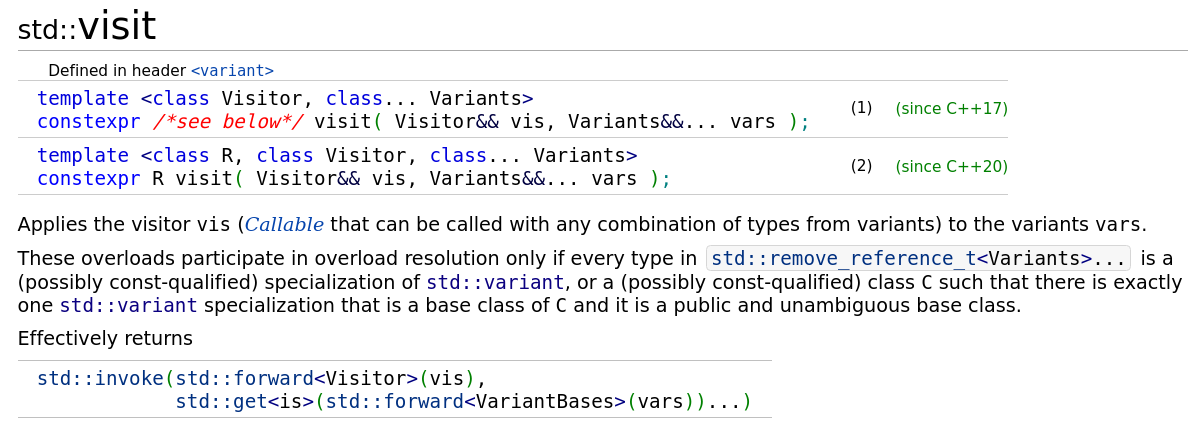 std::visit
Defined in header <variant>
template <class Visitor, class... Variants>
constexpr /*see below*/ visit( Visitor&& vis, Variants&&... vars ); (1) (since C++17)
template <class R, class Visitor, class... Variants>
constexpr R visit( Visitor&& vis, Variants&&... vars ); (2) (since C++20)
Applies the visitor vis (Callable that can be called with any combination of types from variants) to the variants vars.
These overloads participate in overload resolution only if every type in std::remove_reference_t<Variants>... is a
(possibly const-qualified) specialization of std::variant, or a (possibly const-qualified) class C such that there is exactly
one std::variant specialization that is a base class of C and it is a public and unambiguous base class.
Effectively returns
std::invoke(std::forward<Visitor>(vis),
std::get<is>(std::forward<VariantBases>(vars))...)